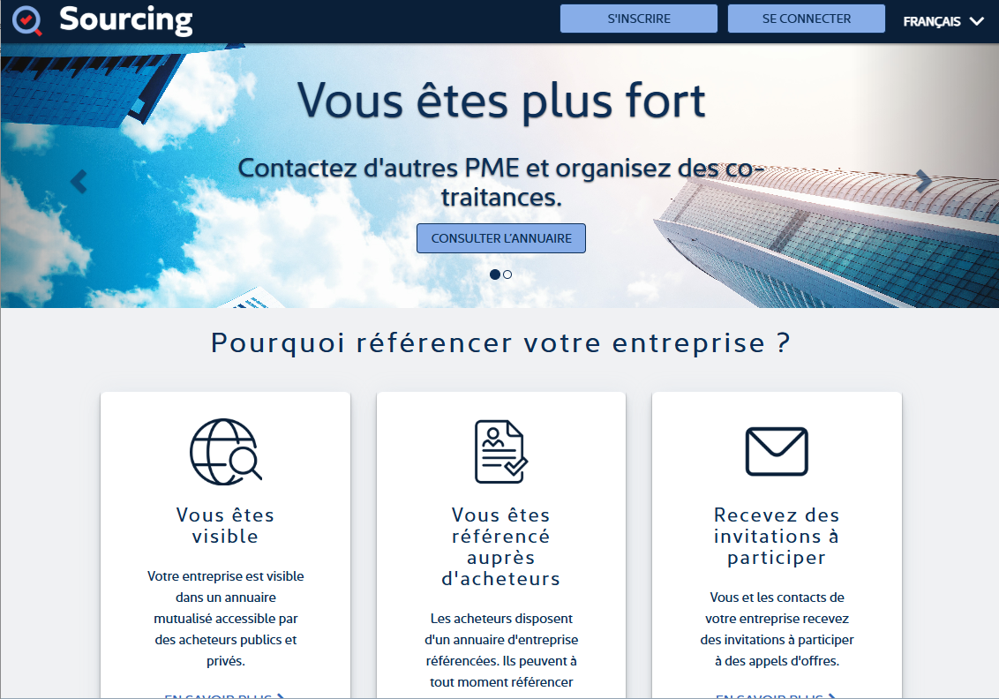 Sourcing
S'INSCRIRE
SE CONNECTER
FRANÇAIS
Vous êtes plus fort
Contactez d'autres PME et organisez des co-
traitances.
CONSULTER L'ANNUAIRE
Pourquoi référencer votre entreprise ?
Vous êtes
visible
Votre entreprise est visible
dans un annuaire
mutualisé accessible par
des acheteurs publics et
privés.
EN SAVOIR PLUS
Vous êtes
référencé
auprès
d'acheteurs
Les acheteurs disposent
d'un annuaire d'entreprise
référencées. Ils peuvent à
tout moment référencer
Recevez des
invitations à
participer
Vous et les contacts de
votre entreprise recevez
des invitations à participer
à des appels d'offres.
EN SAVOIR PLUS